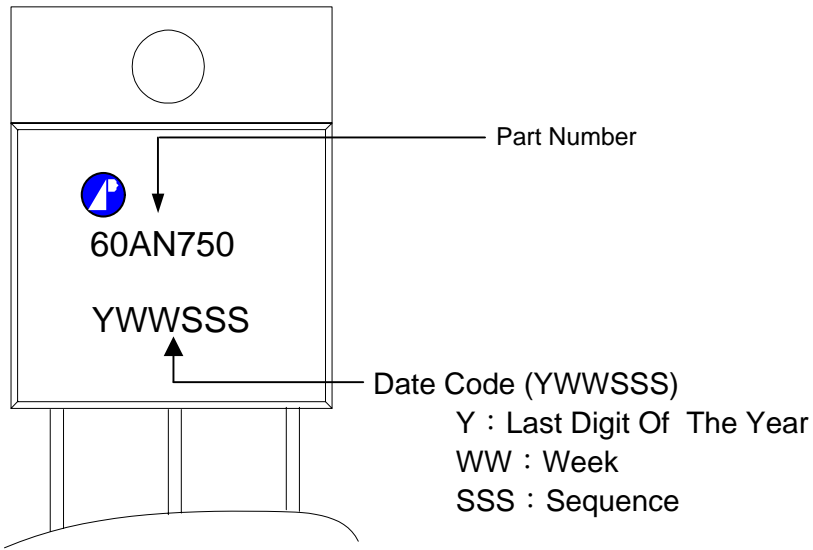 Part Number
60AN750
YWWSSS
Date Code (YWWSSS)
Y：Last Digit Of The Year
WW：Week
SSS：Sequence